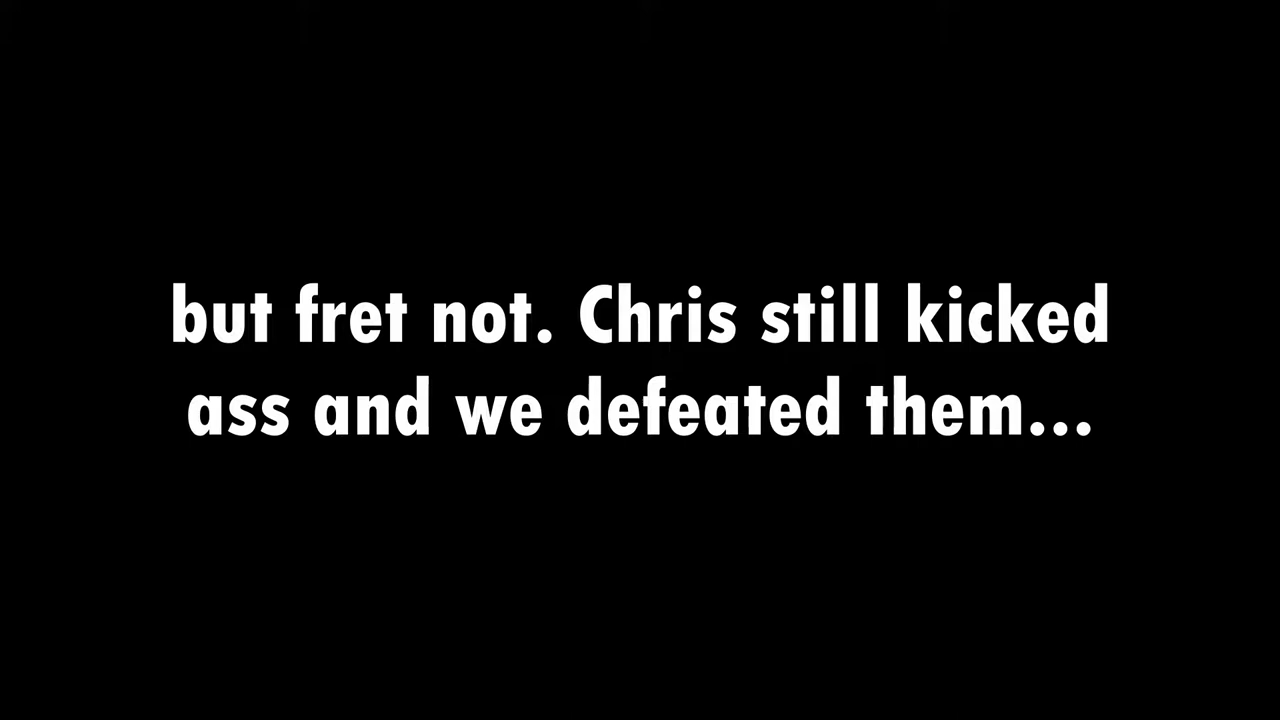 but fret not. Chris still kicked
ass and we defeated them...